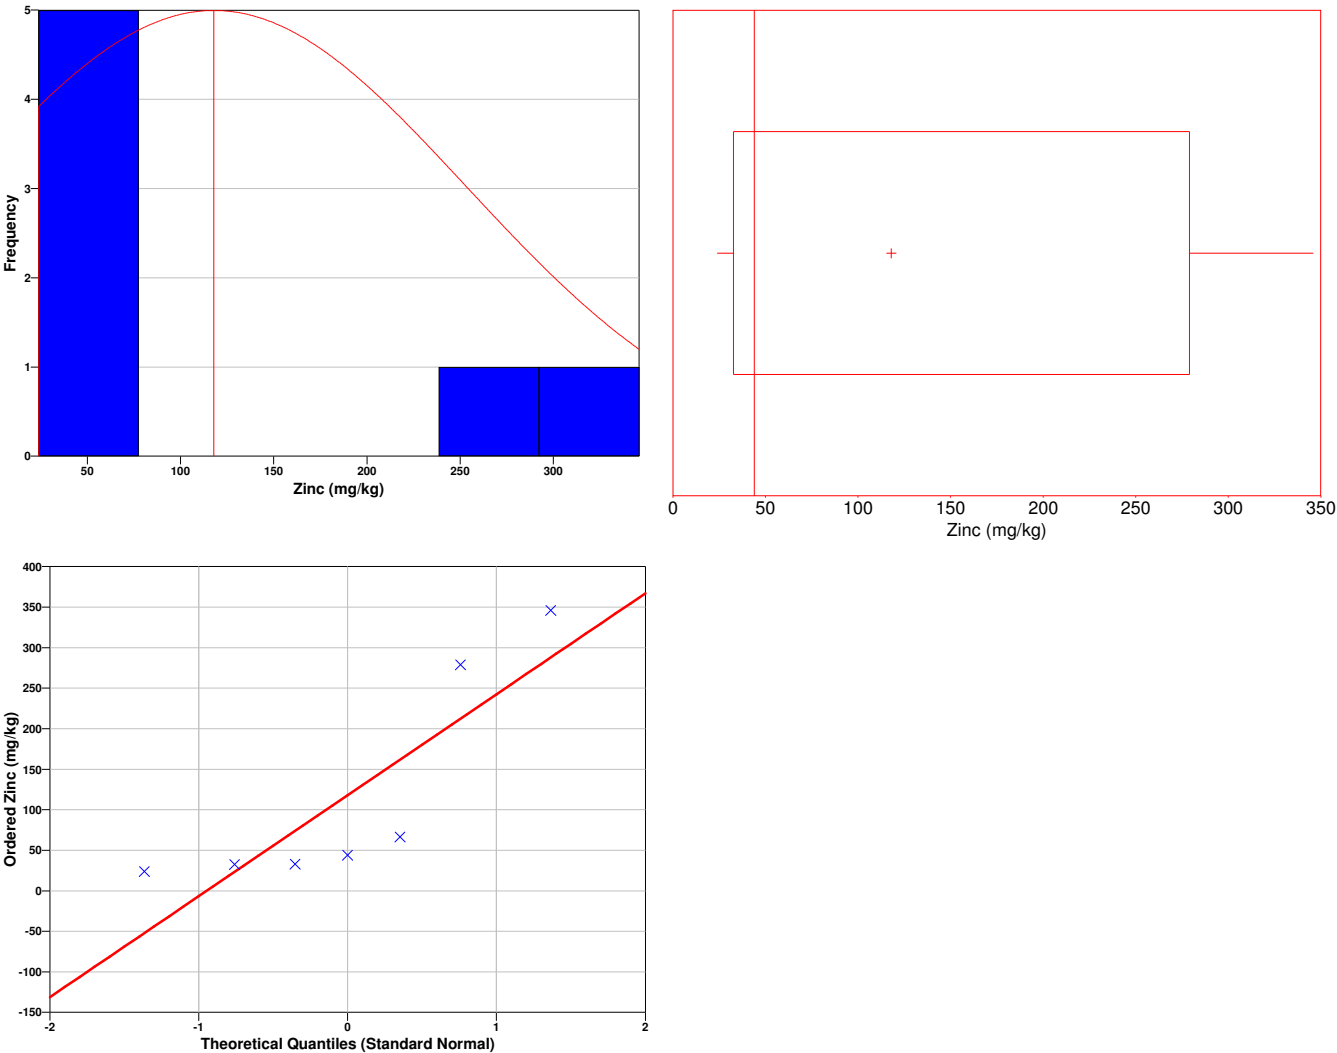 5
4
3
2
1
0
Frequency
50 100 150 200 250 300
Zinc (mg/kg)
0 50 100 150 200 250 300 350
Zinc (mg/kg)
400
350
300
250
200
150
100
50
0
-50
-100
-150
Ordered Zinc (mg/kg)
-2 -1 0 1 2
Theoretical Quantiles (Standard Normal)